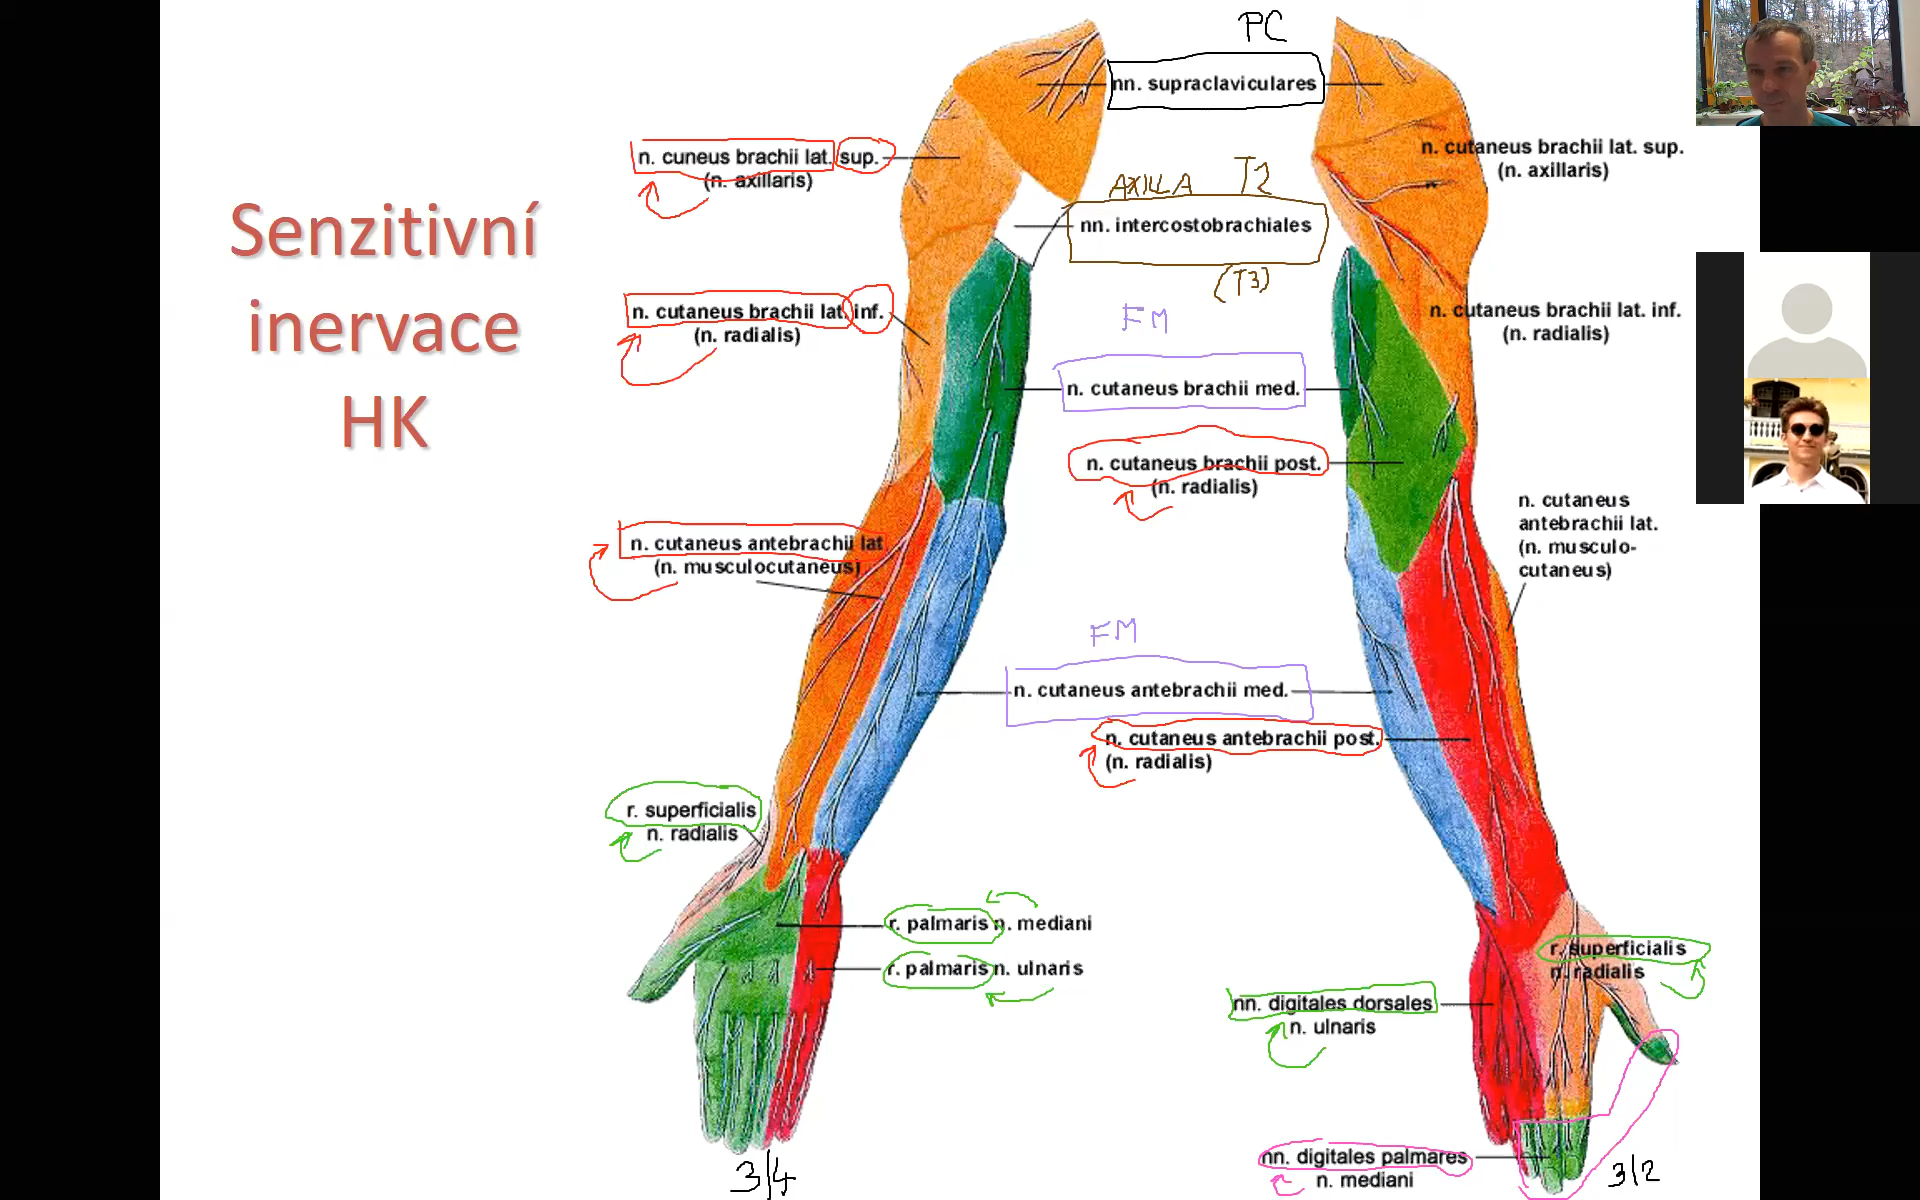 Senzitivní
inervace
HK
PC
nn. supraclaviculares
n. cuneus brachii lat. sup.
(n. axillaris)
n. cutaneus brachii lat. sup.
(n. axillaris)
AXILLA T2
nn. intercostobrachiales
(T3)
n. cutaneus brachii lat. inf.
(n. radialis)
n. cutaneus brachii lat. inf.
(n. radialis)
FM
n. cutaneus brachii med.
n. cutaneus brachii post.
(n. radialis)
n. cutaneus antebrachii lat
(n. musculocutaneus)
n. cutaneus
antebrachii lat.
(n. musculo-
cutaneus)
FM
n. cutaneus antebrachii med.
n. cutaneus antebrachii post.
(n. radialis)
r. superficialis
n. radialis
r. palmaris n. mediani
r. palmaris n. ulnaris
r. superficialis
n. radialis
nn. digitales dorsales
n. ulnaris
nn. digitales palmares
n. mediani
3|4
3|2